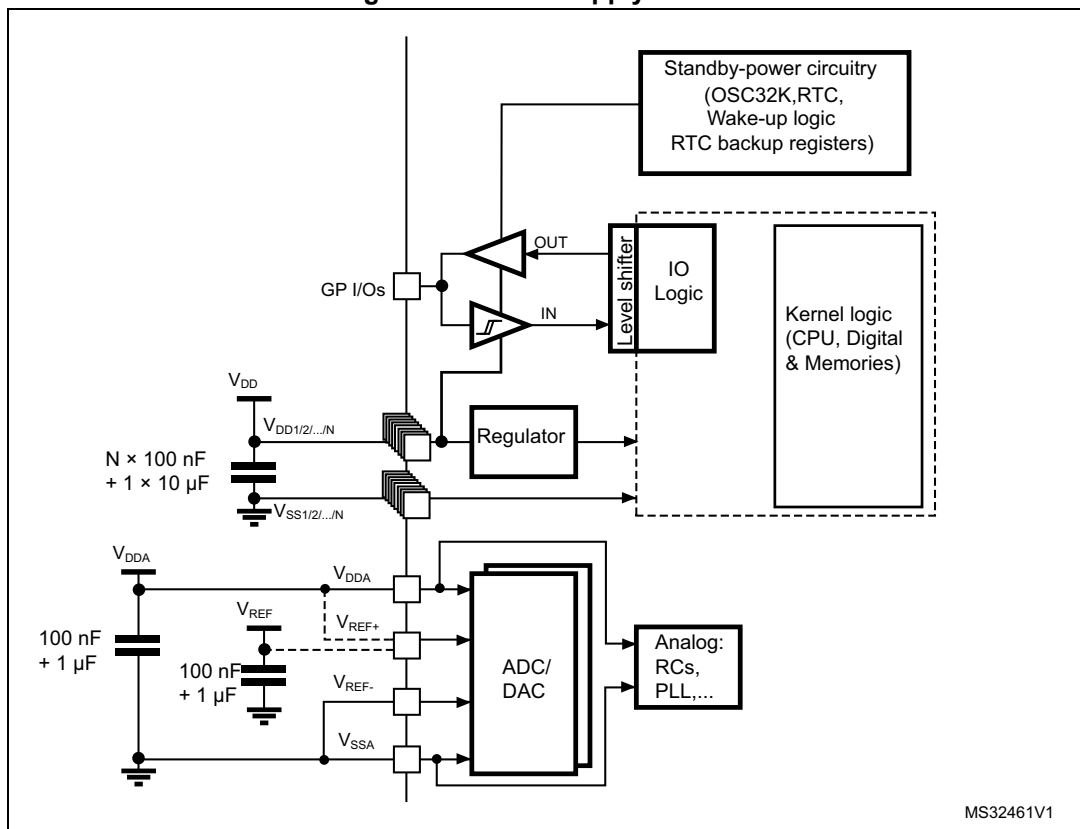 Standby-power circuitry
(OSC32K,RTC,
Wake-up logic
RTC backup registers)
OUT
GP I/Os
IN
Level shifter
IO
Logic
Kernel logic
(CPU, Digital
& Memories)
VDD
VDD1/2/.../N
Regulator
N × 100 nF
+ 1 × 10 µF
VSS1/2/.../N
VDDA
VDDA
VREF
VREF+
100 nF
+ 1 µF
100 nF
+ 1 µF
VREF-
ADC/
DAC
Analog:
RCs,
PLL,...
VSSA
MS32461V1